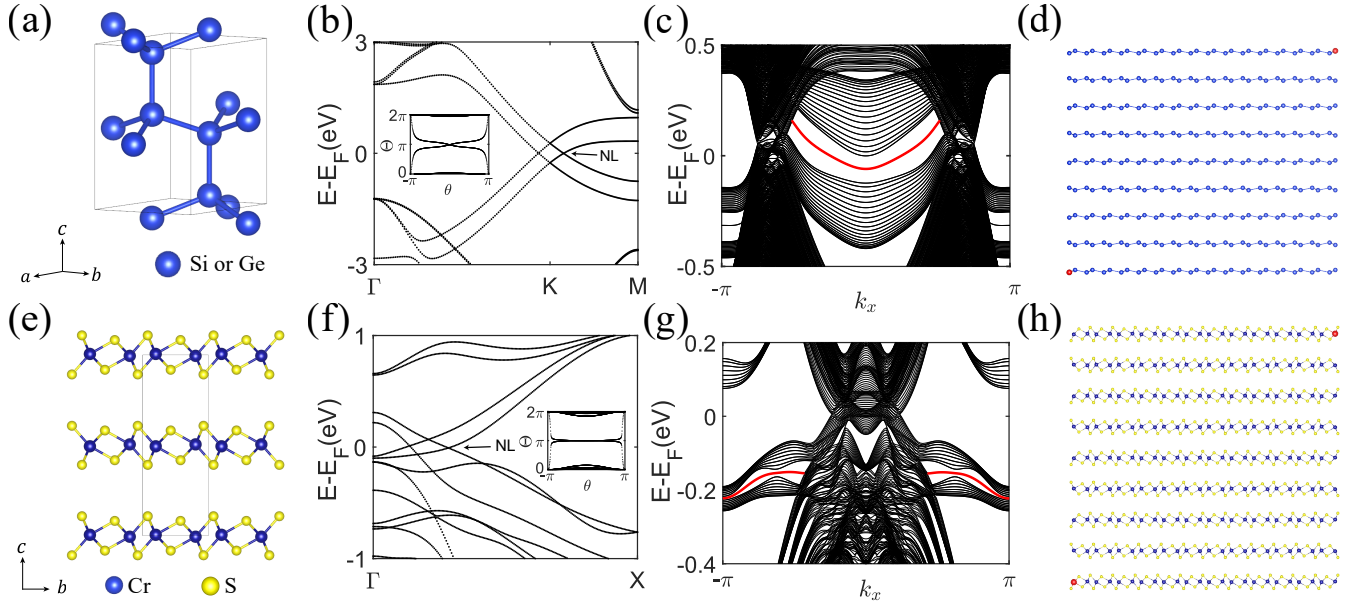 (a)
c
a
b
Si or Ge
(b)
3
0
-3
E-E_F(eV)
Γ
K
M
NL
2π
π
0
Θ
-π
θ
π
(c)
0.5
0
-0.5
E-E_F(eV)
-π
k_x
π
(d)
(e)
c
b
Cr
S
(f)
1
0
-1
E-E_F(eV)
Γ
X
NL
2π
π
0
Θ
-π
θ
π
(g)
0.2
0
-0.2
-0.4
E-E_F(eV)
-π
k_x
π
(h)